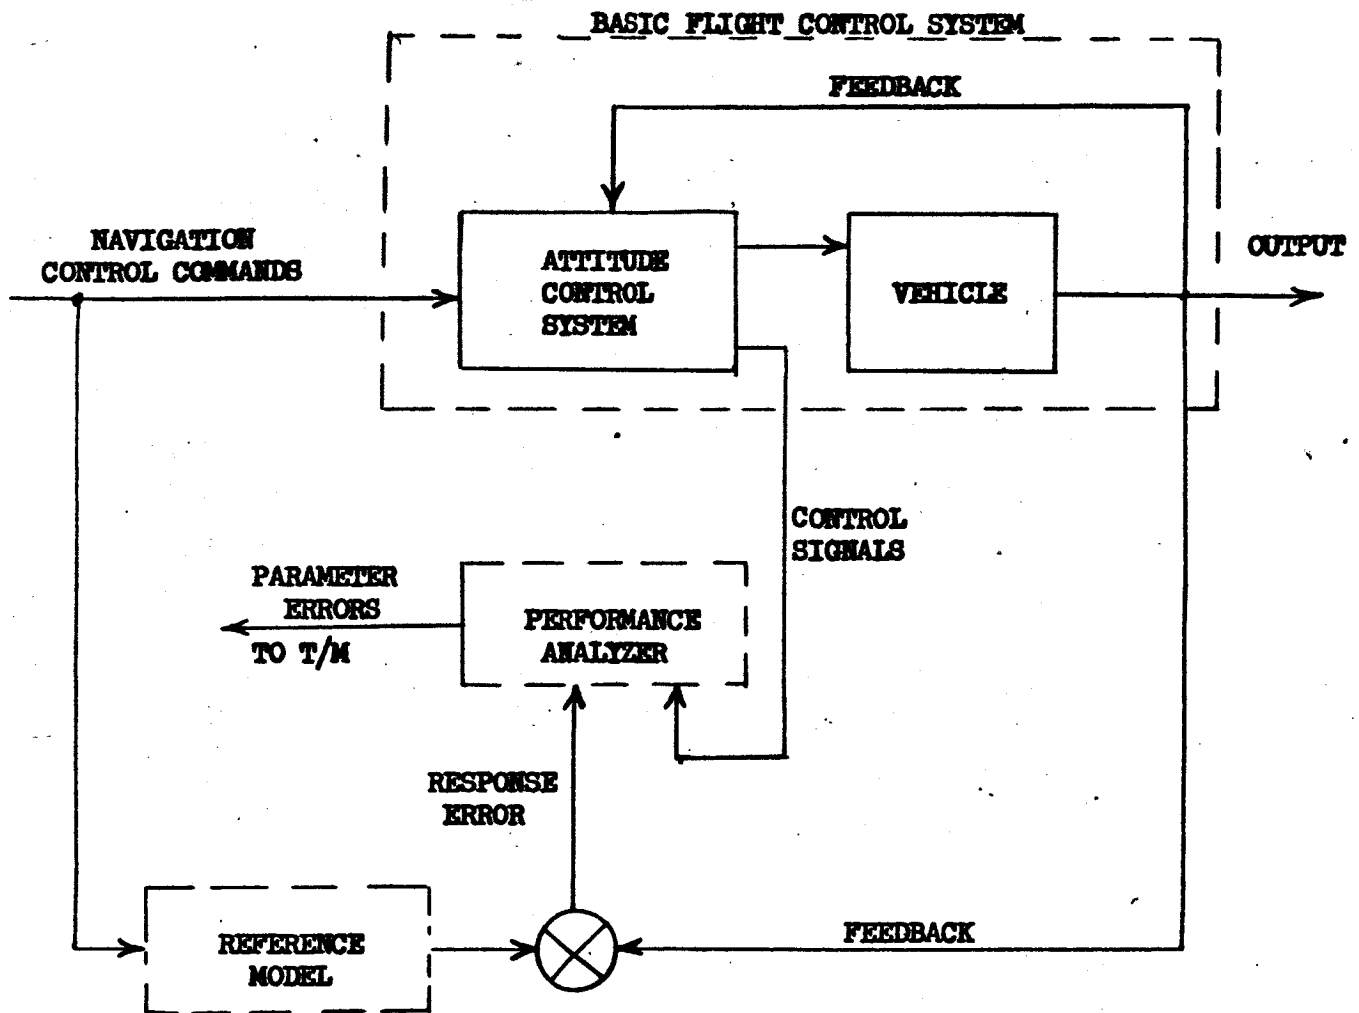 BASIC FLIGHT CONTROL SYSTEM
FEEDBACK
NAVIGATION
CONTROL COMMANDS
ATTITUDE
CONTROL
SYSTEM
VEHICLE
OUTPUT
CONTROL
SIGNALS
PARAMETER
ERRORS
TO T/M
PERFORMANCE
ANALYZER
RESPONSE
ERROR
REFERENCE
MODEL
FEEDBACK